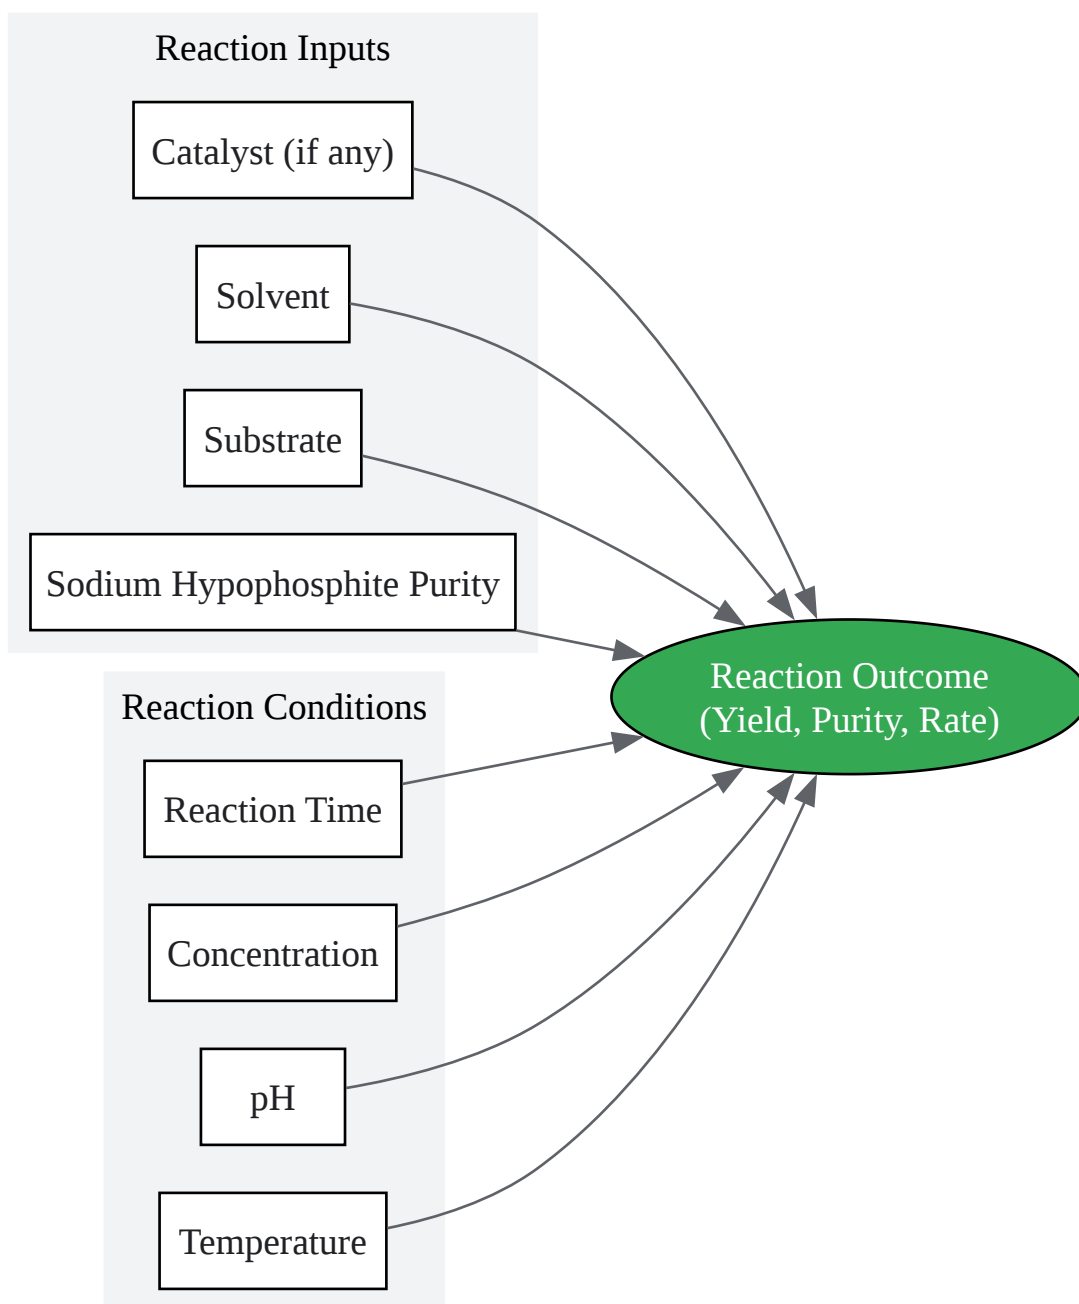 Reaction Inputs
Catalyst (if any)
Solvent
Substrate
Sodium Hypophosphite Purity
Reaction Outcome
(Yield, Purity, Rate)
Reaction Conditions
Reaction Time
Concentration
pH
Temperature